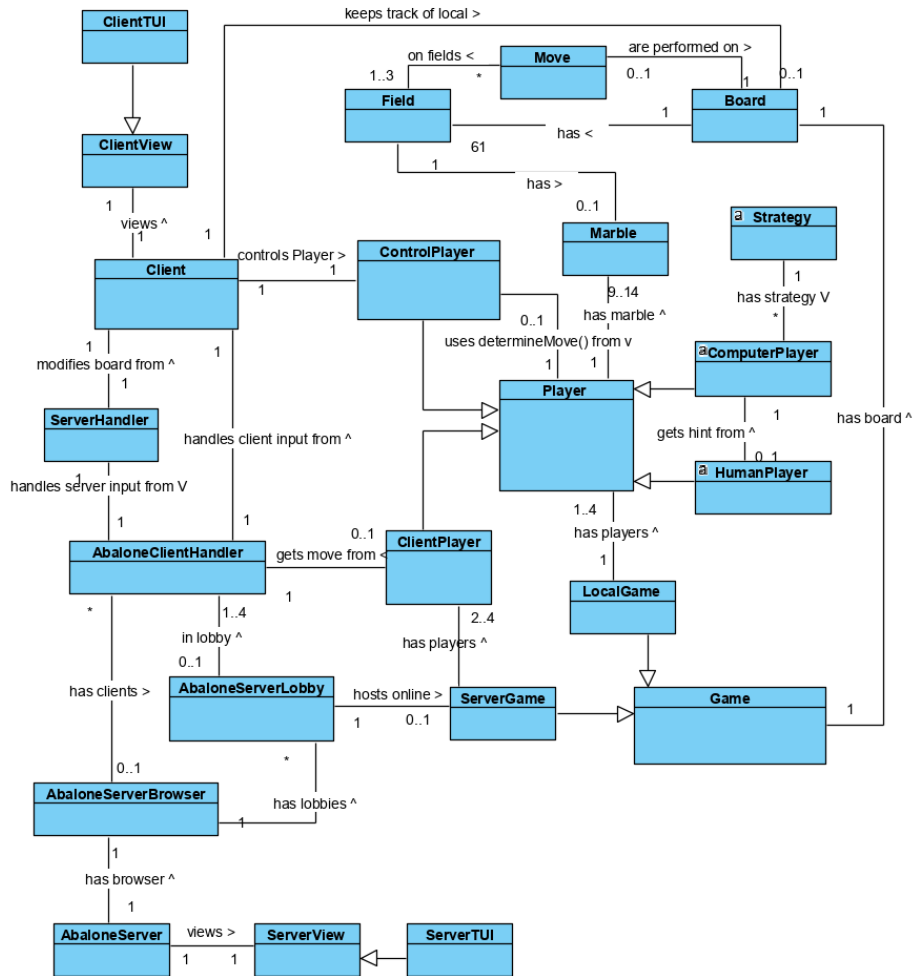 keeps track of local >
ClientTUI
on fields <
Move
are performed on >
1..3
*
0..1
1
0..1
Field
Board
1
1
has <
61
1
ClientView
1
views ^
1
1
has >
0..1
Marble
a Strategy
controls Player >
ControlPlayer
Client
1
1
1
9..14
has strategy V
*
has marble ^
0..1
uses determineMove() from v
1
1
1
1
modifies board from ^
1
a ComputerPlayer
Player
1
has board ^
gets hint from ^
0..1
ServerHandler
handles client input from ^
1
handles server input from V
a HumanPlayer
1
1
1..4
0..1
ClientPlayer
has players ^
AbaloneClientHandler
gets move from <
1
1
LocalGame
*
1..4
2..4
in lobby ^
has players ^
0..1
AbaloneServerLobby
hosts online >
ServerGame
Game
has clients >
1
0..1
1
*
0..1
AbaloneServerBrowser
has lobbies ^
1
1
has browser ^
1
AbaloneServer
views >
ServerView
ServerTUI
1
1